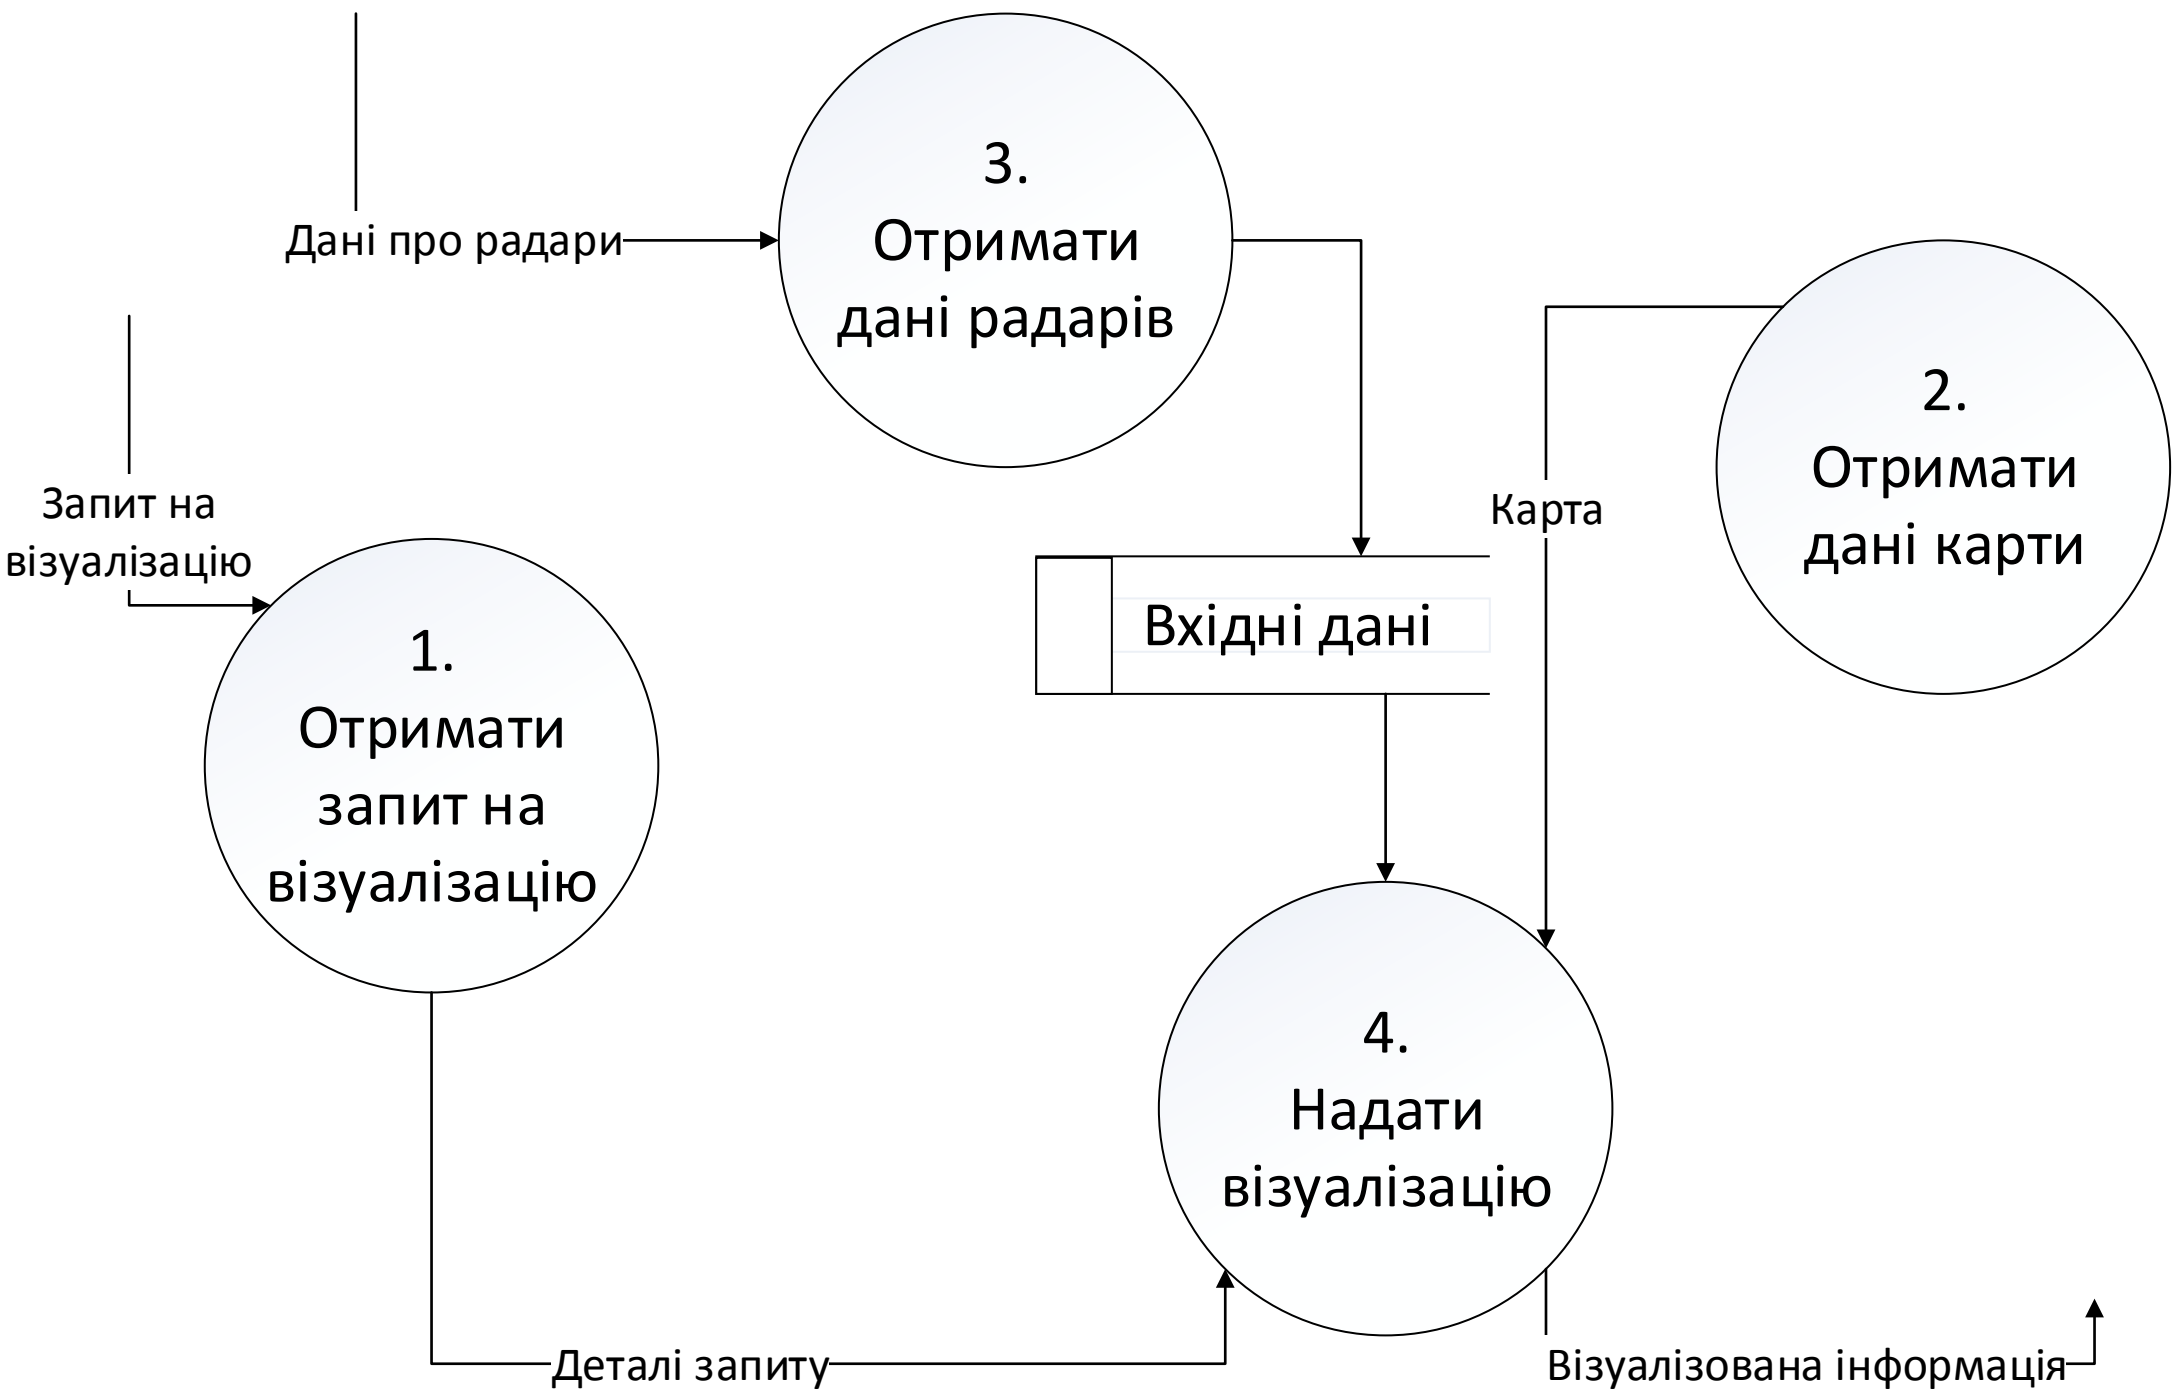 3.
Отримати
дані радарів
Дані про радари
2.
Отримати
дані карти
Запит на
візуалізацію
Карта
Вхідні дані
1.
Отримати
запит на
візуалізацію
4.
Надати
візуалізацію
Деталі запиту
Візуалізована інформація